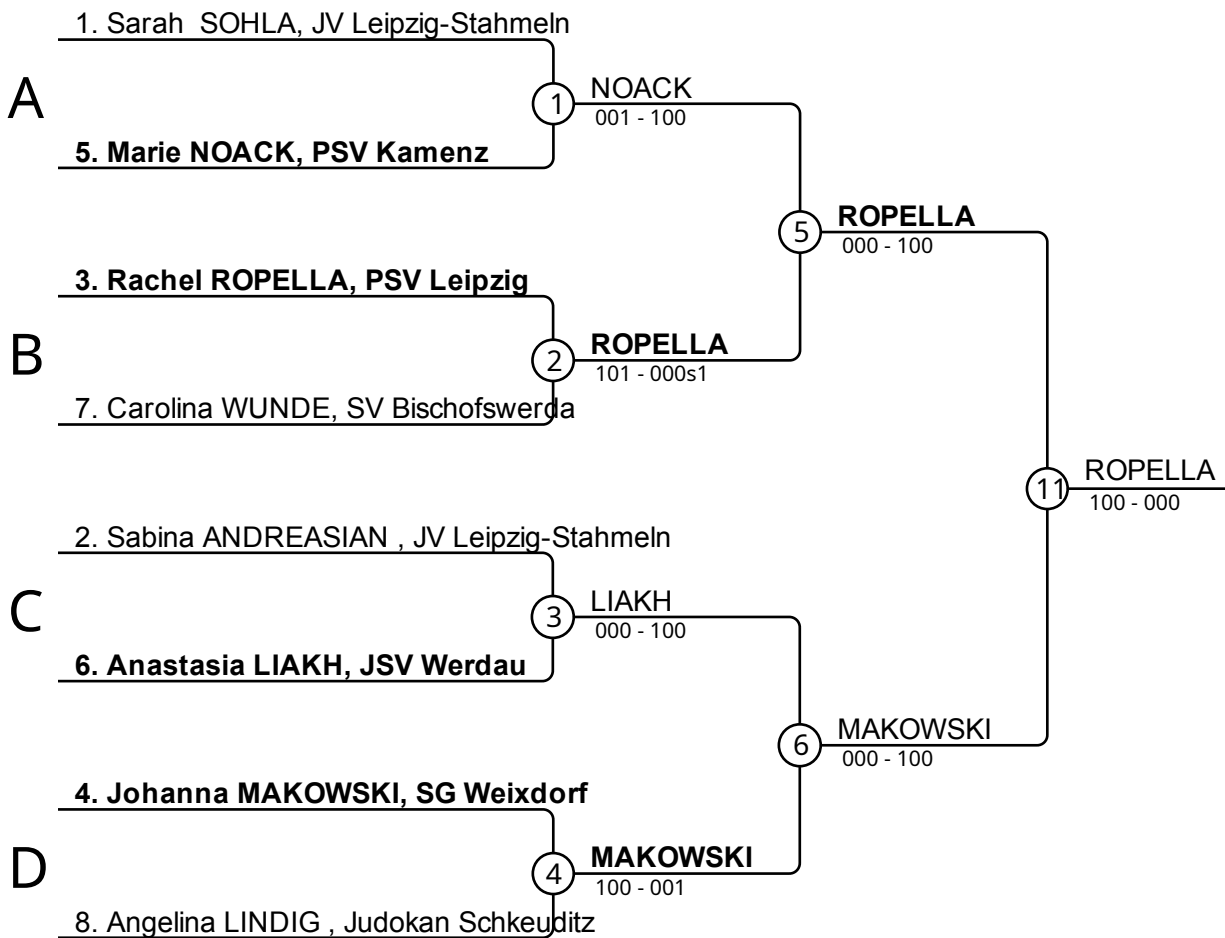 1. Sarah SOHLA, JV Leipzig-Stahmeln
A
1
NOACK
001 - 100
5. Marie NOACK, PSV Kamenz
5
ROPELLA
000 - 100
3. Rachel ROPELLA, PSV Leipzig
B
2
ROPELLA
101 - 000s1
7. Carolina WUNDE, SV Bischofswerda
11
ROPELLA
100 - 000
2. Sabina ANDREASIAN , JV Leipzig-Stahmeln
C
3
LIAKH
000 - 100
6. Anastasia LIAKH, JSV Werdau
6
MAKOWSKI
000 - 100
4. Johanna MAKOWSKI, SG Weixdorf
D
4
MAKOWSKI
100 - 001
8. Angelina LINDIG , Judokan Schkeuditz